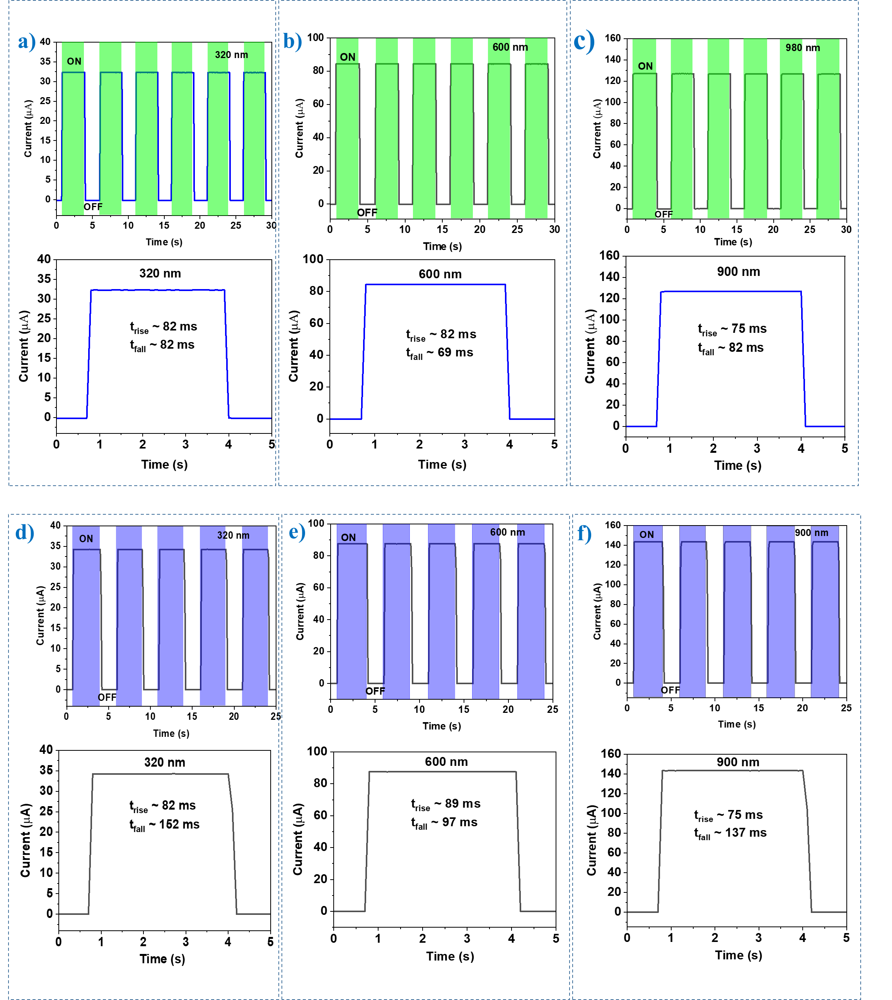 a)
40
35
30
25
20
15
10
5
0
Current (μA)
320 nm
ON
OFF
0 5 10 15 20 25 30
Time (s)
40
35
30
25
20
15
10
5
0
Current (μA)
320 nm
trise ~ 82 ms
tfall ~ 82 ms
0 1 2 3 4 5
Time (s)
b)
100
80
60
40
20
0
Current (μA)
600 nm
ON
OFF
0 5 10 15 20 25 30
Time (s)
100
80
60
40
20
0
Current (μA)
600 nm
trise ~ 82 ms
tfall ~ 69 ms
0 1 2 3 4 5
Time (s)
c)
160
140
120
100
80
60
40
20
0
Current (μA)
980 nm
ON
OFF
0 5 10 15 20 25 30
Time (s)
160
140
120
100
80
60
40
20
0
Current (μA)
900 nm
trise ~ 75 ms
tfall ~ 82 ms
0 1 2 3 4 5
Time (s)
d)
40
35
30
25
20
15
10
5
0
Current (μA)
320 nm
ON
OFF
0 5 10 15 20 25
Time (s)
40
35
30
25
20
15
10
5
0
Current (μA)
320 nm
trise ~ 82 ms
tfall ~ 152 ms
0 1 2 3 4 5
Time (s)
e)
100
80
60
40
20
0
Current (μA)
600 nm
ON
OFF
0 5 10 15 20 25
Time (s)
100
80
60
40
20
0
Current (μA)
600 nm
trise ~ 89 ms
tfall ~ 97 ms
0 1 2 3 4 5
Time (s)
f)
160
140
120
100
80
60
40
20
0
Current (μA)
900 nm
ON
OFF
0 5 10 15 20 25
Time (s)
160
140
120
100
80
60
40
20
0
Current (μA)
900 nm
trise ~ 75 ms
tfall ~ 137 ms
0 1 2 3 4 5
Time (s)